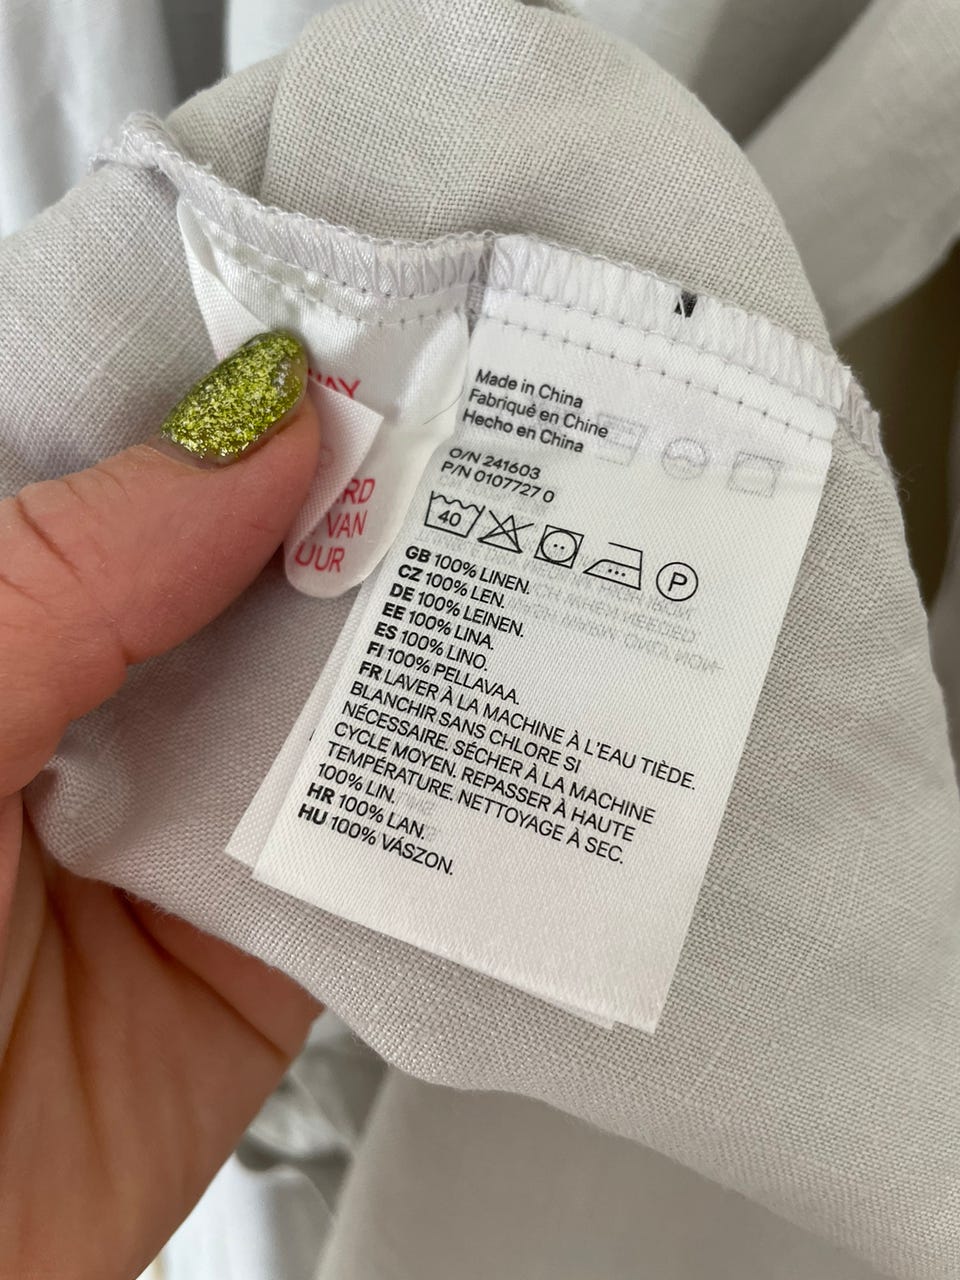 Made in China
Fabriqué en Chine
Hecho en China
O/N 241603
P/N 0107727 0
40
P
GB 100% LINEN.
CZ 100% LEN.
DE 100% LEINEN.
EE 100% LINA.
ES 100% LINO.
FI 100% PELLAVAA.
FR LAVER À LA MACHINE À L'EAU TIÈDE.
BLANCHIR SANS CHLORE SI
NÉCESSAIRE. SÉCHER À LA MACHINE
CYCLE MOYEN. REPASSER À HAUTE
TEMPÉRATURE. NETTOYAGE À SEC.
100% LIN.
HR 100% LAN.
HU 100% VÁSZON.
VAN